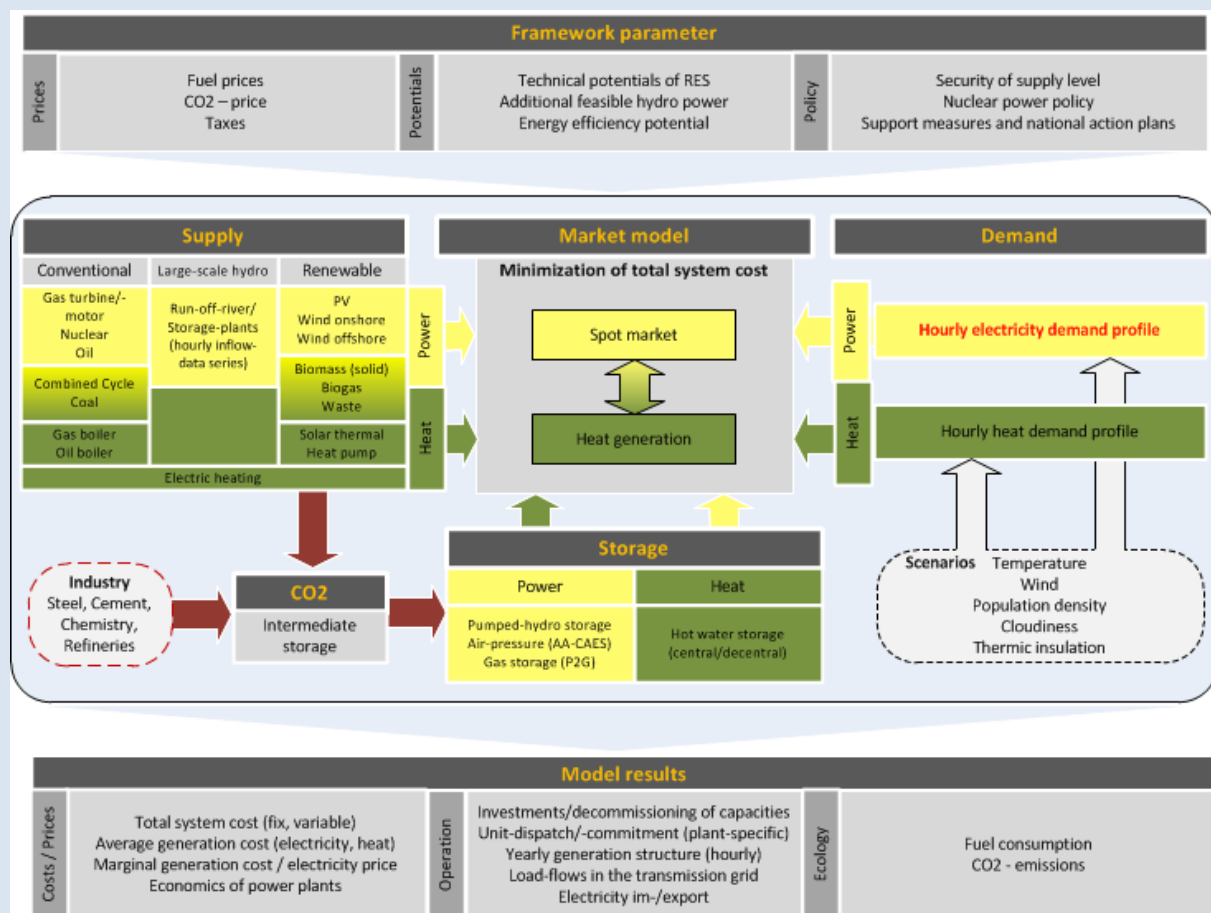 Framework parameter
Prices
Fuel prices
CO2 – price
Taxes
Potentials
Technical potentials of RES
Additional feasible hydro power
Energy efficiency potential
Policy
Security of supply level
Nuclear power policy
Support measures and national action plans
Supply
Conventional
Large-scale hydro
Renewable
Gas turbine/-
motor
Nuclear
Oil
Run-off-river/
Storage-plants
(hourly inflow-
data series)
PV
Wind onshore
Wind offshore
Combined Cycle
Coal
Biomass (solid)
Biogas
Waste
Gas boiler
Oil boiler
Solar thermal
Heat pump
Electric heating
Power
Heat
Market model
Minimization of total system cost
Spot market
Heat generation
Demand
Power
Heat
Hourly electricity demand profile
Hourly heat demand profile
Scenarios
Temperature
Wind
Population density
Cloudiness
Thermic insulation
Industry
Steel, Cement,
Chemistry,
Refineries
CO2
Intermediate
storage
Storage
Power
Heat
Pumped-hydro storage
Air-pressure (AA-CAES)
Gas storage (P2G)
Hot water storage
(central/decentral)
Model results
Costs / Prices
Total system cost (fix, variable)
Average generation cost (electricity, heat)
Marginal generation cost / electricity price
Economics of power plants
Operation
Investments/decommissioning of capacities
Unit-dispatch/-commitment (plant-specific)
Yearly generation structure (hourly)
Load-flows in the transmission grid
Electricity im-/export
Ecology
Fuel consumption
CO2 - emissions